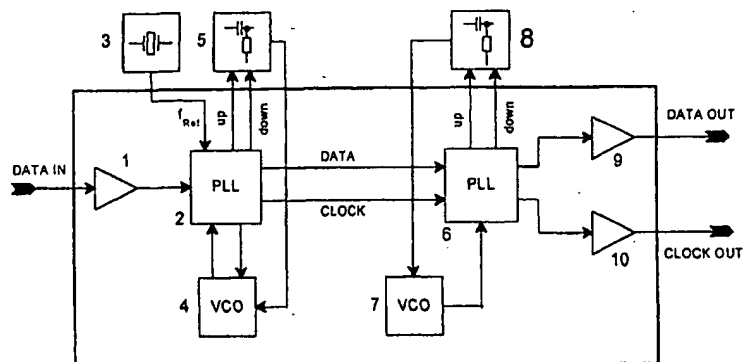 3
5
8
f Ref
up
down
up
down
DATA OUT
DATA IN
1
PLL
DATA
PLL
9
CLOCK
2
6
10
CLOCK OUT
4
VCO
7
VCO